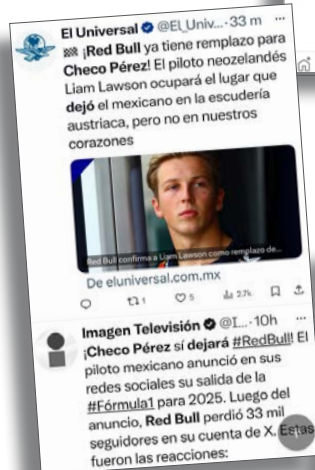 El Universal @El_Univ... · 33 m ...
¡Red Bull ya tiene remplazo para
Checo Pérez! El piloto neozelandés
Liam Lawson ocupará el lugar que
dejó el mexicano en la escudería
austriaca, pero no en nuestros
corazones
Red Bull confirma a Liam Lawson como remplazo de...
De eluniversal.com.mx
1 5 2.7k
Imagen Televisión @I... · 10h ...
¡Checo Pérez sí dejará #RedBull! El
piloto mexicano anunció en sus
redes sociales su salida de la
#Fórmula1 para 2025. Luego del
anuncio, Red Bull perdió 33 mil
seguidores en su cuenta de X. Estas
fueron las reacciones: